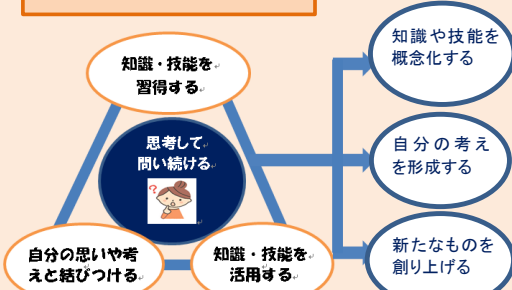 知識・技能を
習得する
思考して
問い続ける
?
自分の思いや考
えと結びつける
知識・技能を
活用する
知識や技能を
概念化する
自分の考え
を形成する
新たなものを
創り上げる